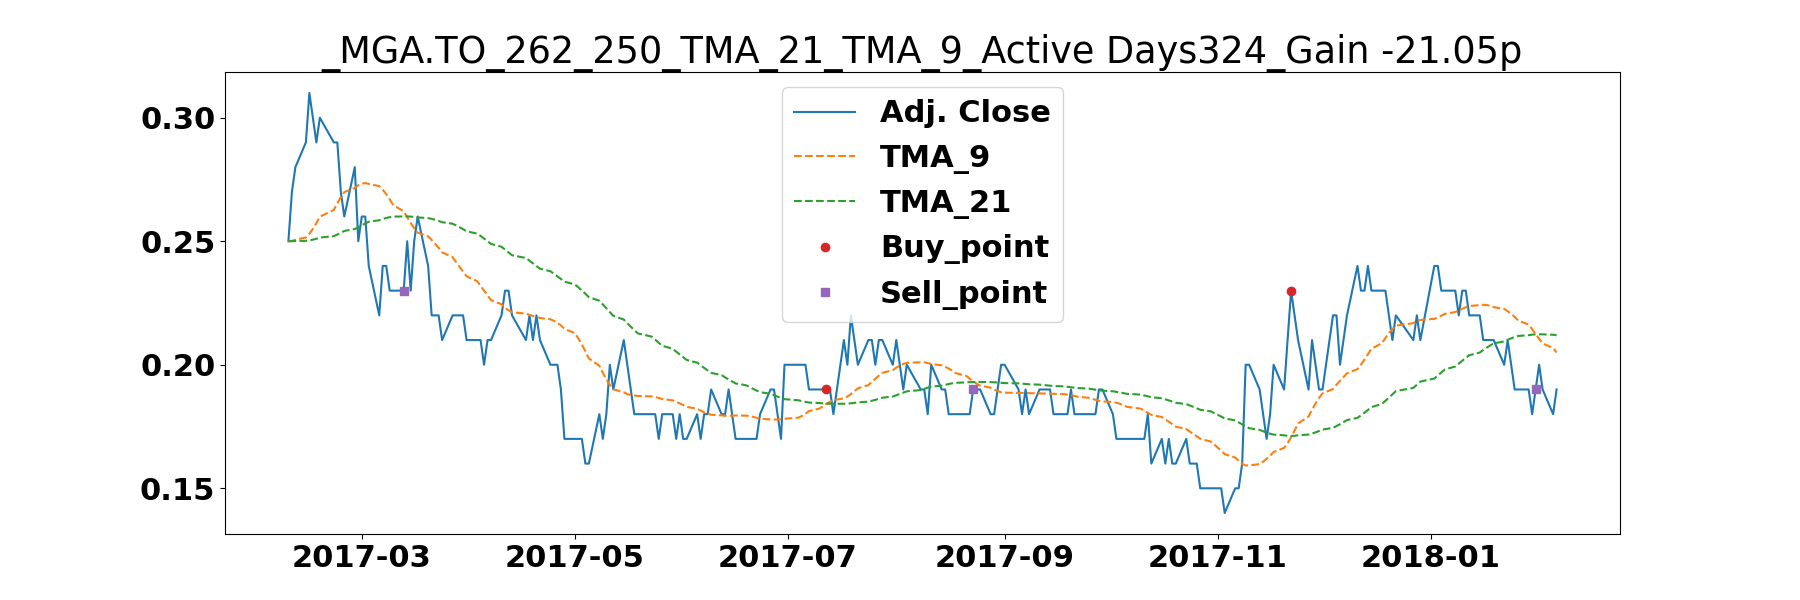 _MGA.TO_262_250_TMA_21_TMA_9_Active Days324_Gain -21.05p
Adj. Close
TMA_9
TMA_21
Buy_point
Sell_point
0.30
0.25
0.20
0.15
2017-03 2017-05 2017-07 2017-09 2017-11 2018-01